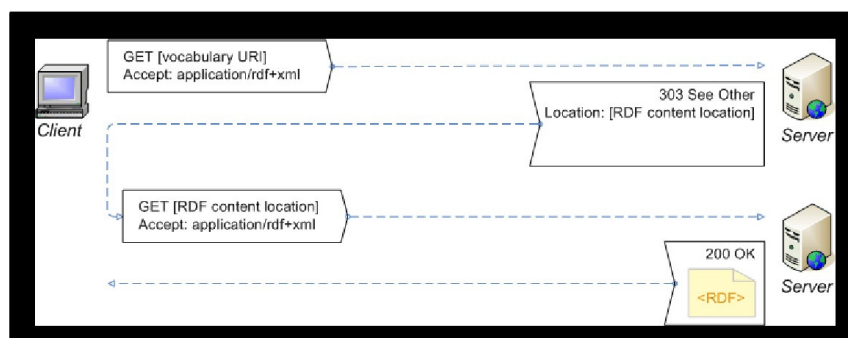 GET [vocabulary URI]
Accept: application/rdf+xml
Client
303 See Other
Location: [RDF content location]
Server
GET [RDF content location]
Accept: application/rdf+xml
200 OK
<RDF>
Server